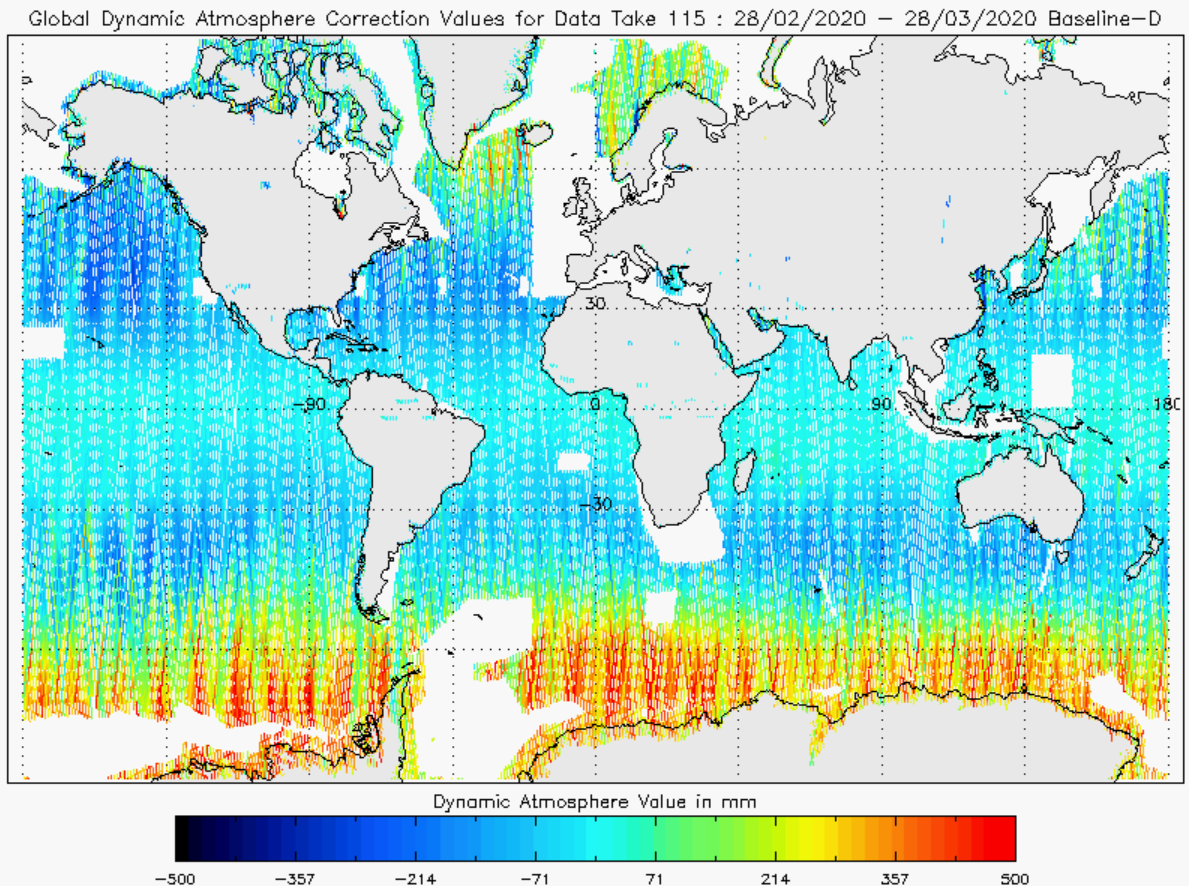 Global Dynamic Atmosphere Correction Values for Data Take 115 : 28/02/2020 – 28/03/2020 Baseline–D
30
–90 0 90 180
–30
Dynamic Atmosphere Value in mm
–500 –357 –214 –71 71 214 357 500